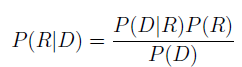 P(R|D) = P(D|R)P(R) / P(D)